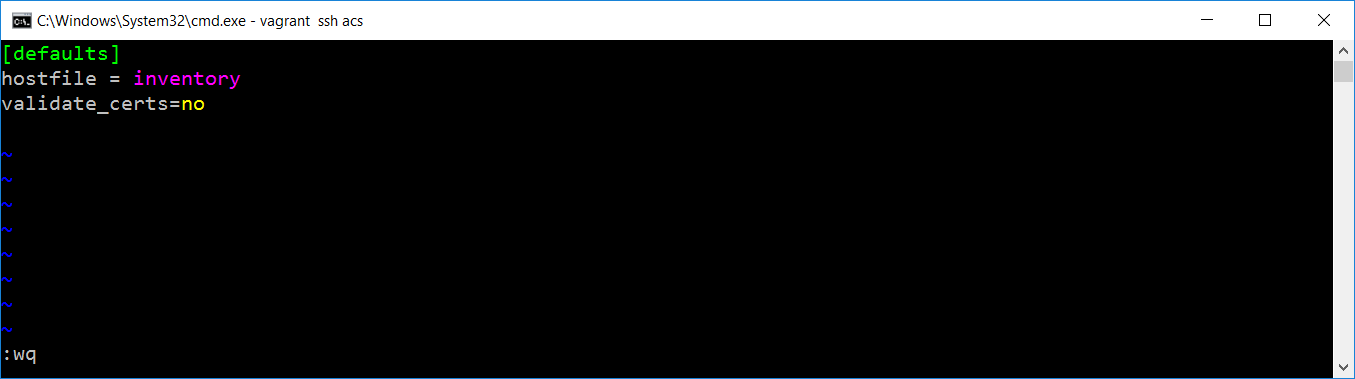 C:\Windows\System32\cmd.exe - vagrant  ssh acs
[defaults]
hostfile = inventory
validate_certs=no
~
~
~
~
~
~
~
~
:wq